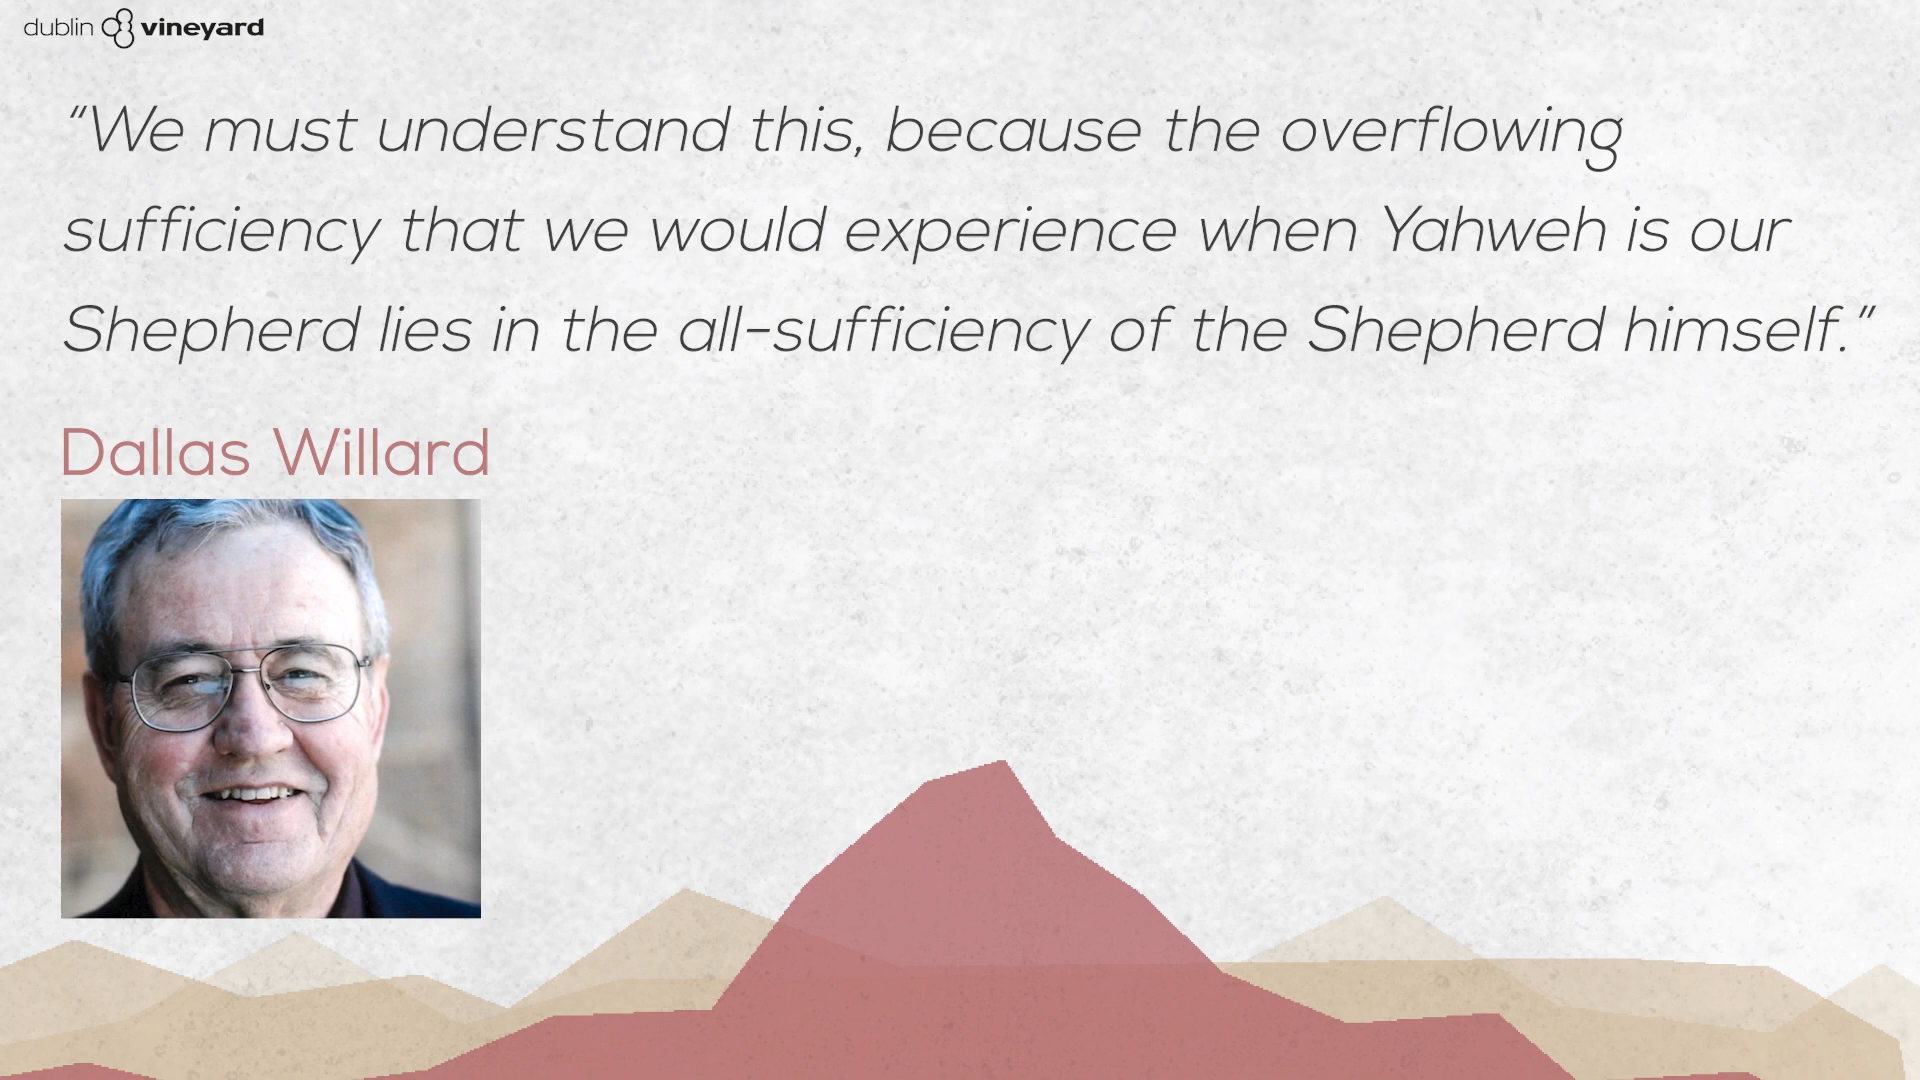 dublin vineyard
“We must understand this, because the overflowing
sufficiency that we would experience when Yahweh is our
Shepherd lies in the all-sufficiency of the Shepherd himself.”
Dallas Willard